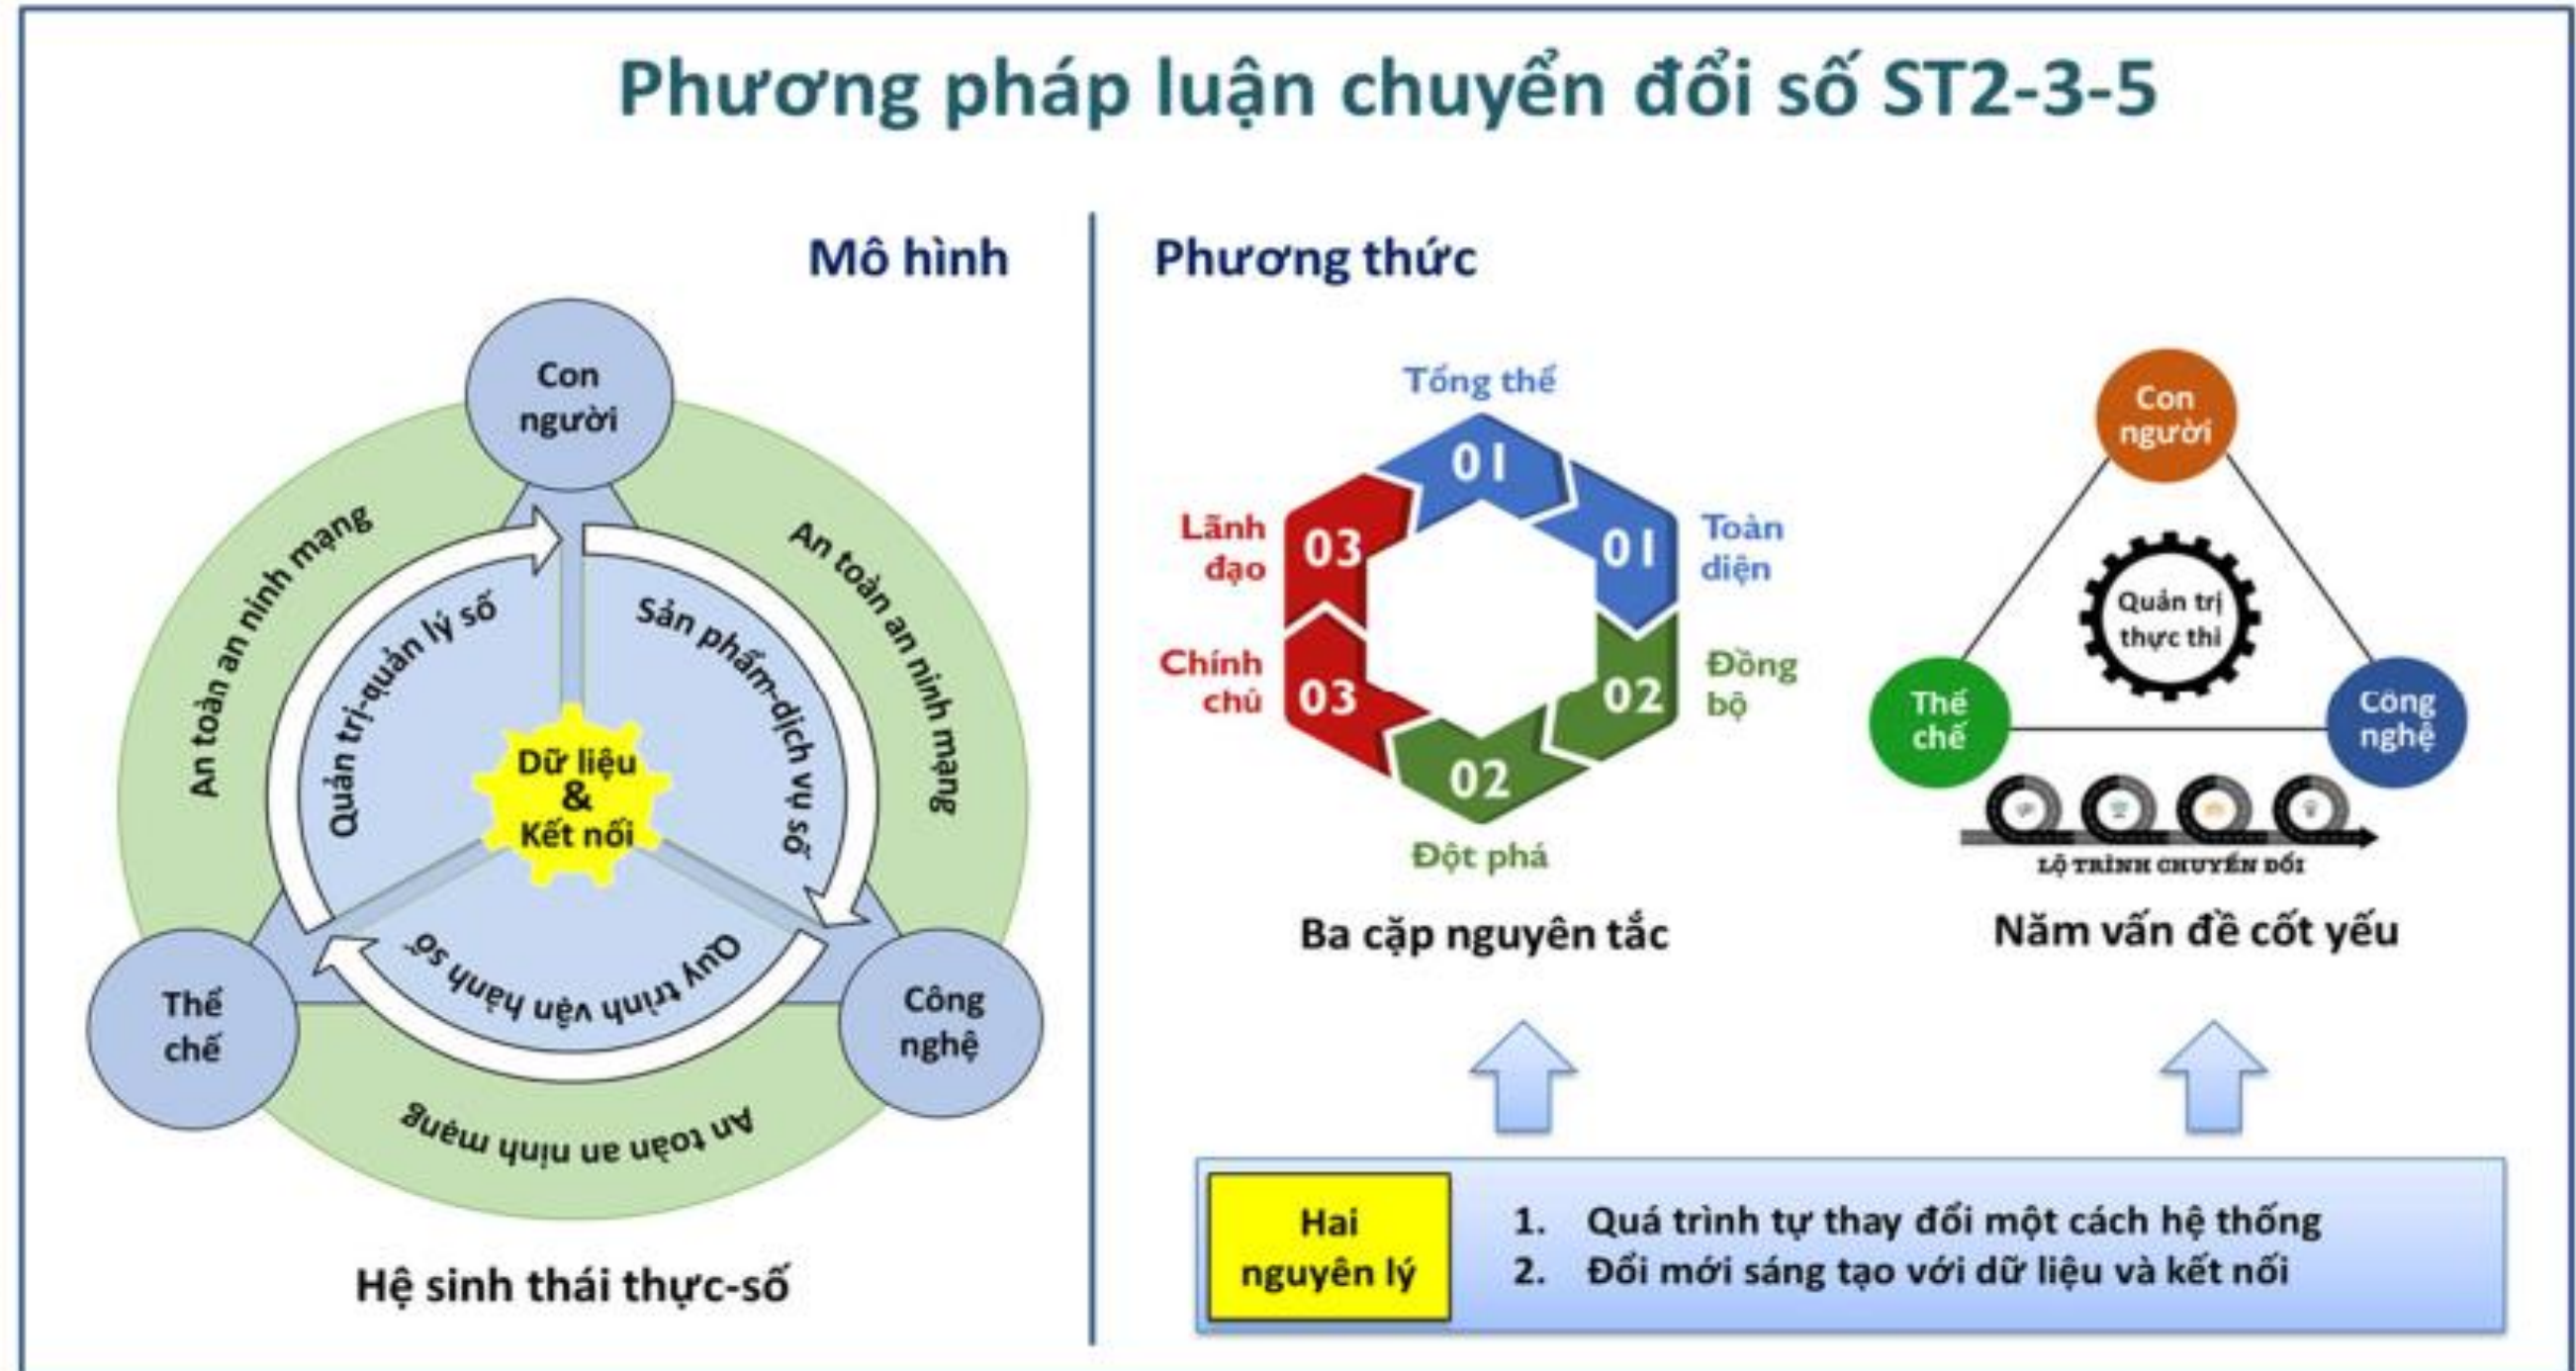 Phương pháp luận chuyển đổi số ST2-3-5
Mô hình
Con
người
An toàn an ninh mạng
An toàn an ninh mạng
Quản trị-quản lý số
Sản phẩm-dịch vụ số
Dữ liệu
&
Kết nối
Quy trình vận hành số
Thể
chế
Công
nghệ
An toàn an ninh mạng
Hệ sinh thái thực-số
Phương thức
Tổng thể
01
Toàn
diện
01
Đồng
bộ
02
Đột phá
02
Chính
chủ
03
Lãnh
đạo
03
Ba cặp nguyên tắc
Con
người
Quản trị
thực thi
Thể
chế
Công
nghệ
LỘ TRÌNH CHUYỂN ĐỔI
Năm vấn đề cốt yếu
Hai
nguyên lý
1. Quá trình tự thay đổi một cách hệ thống
2. Đổi mới sáng tạo với dữ liệu và kết nối